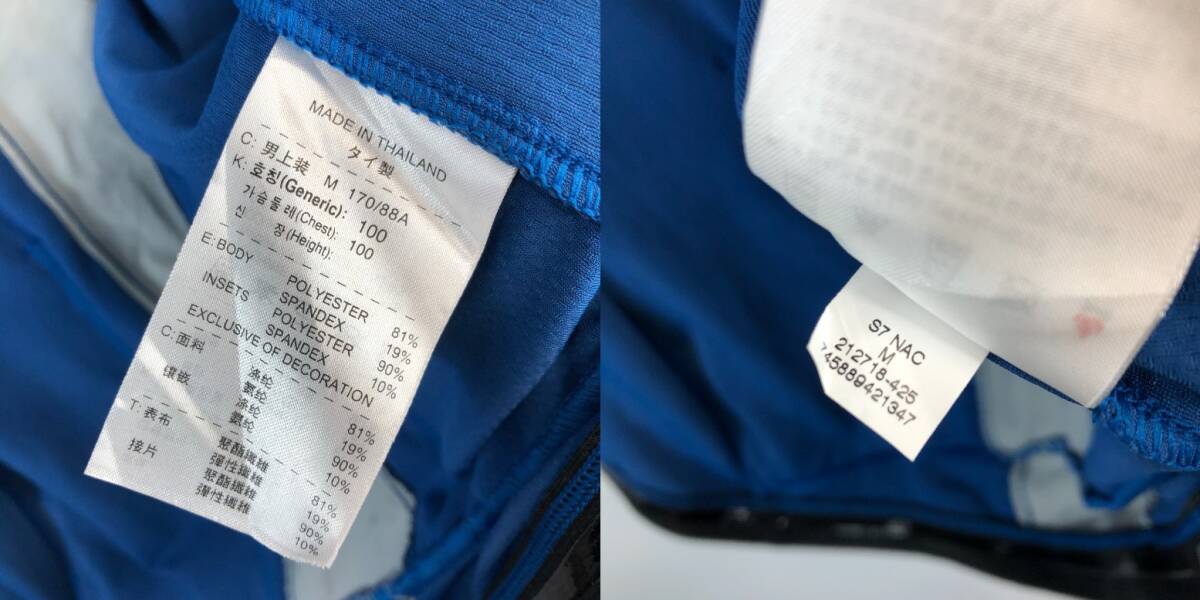 MADE IN THAILAND
タイ製
C: 男上装 M 170/88A
K: 호칭(Generic): 100
가슴둘레(Chest): 100
신 장(Height):
E: BODY POLYESTER 81%
SPANDEX 19%
INSETS POLYESTER 90%
SPANDEX 10%
EXCLUSIVE OF DECORATION
C: 面料 涤纶 81%
氨纶 19%
镶嵌 涤纶 90%
氨纶 10%
T: 表布 聚酯纖維 81%
彈性纖維 19%
接片 聚酯纖維 90%
彈性纖維 10%
S7 NAC
M
212718-425
745889421347